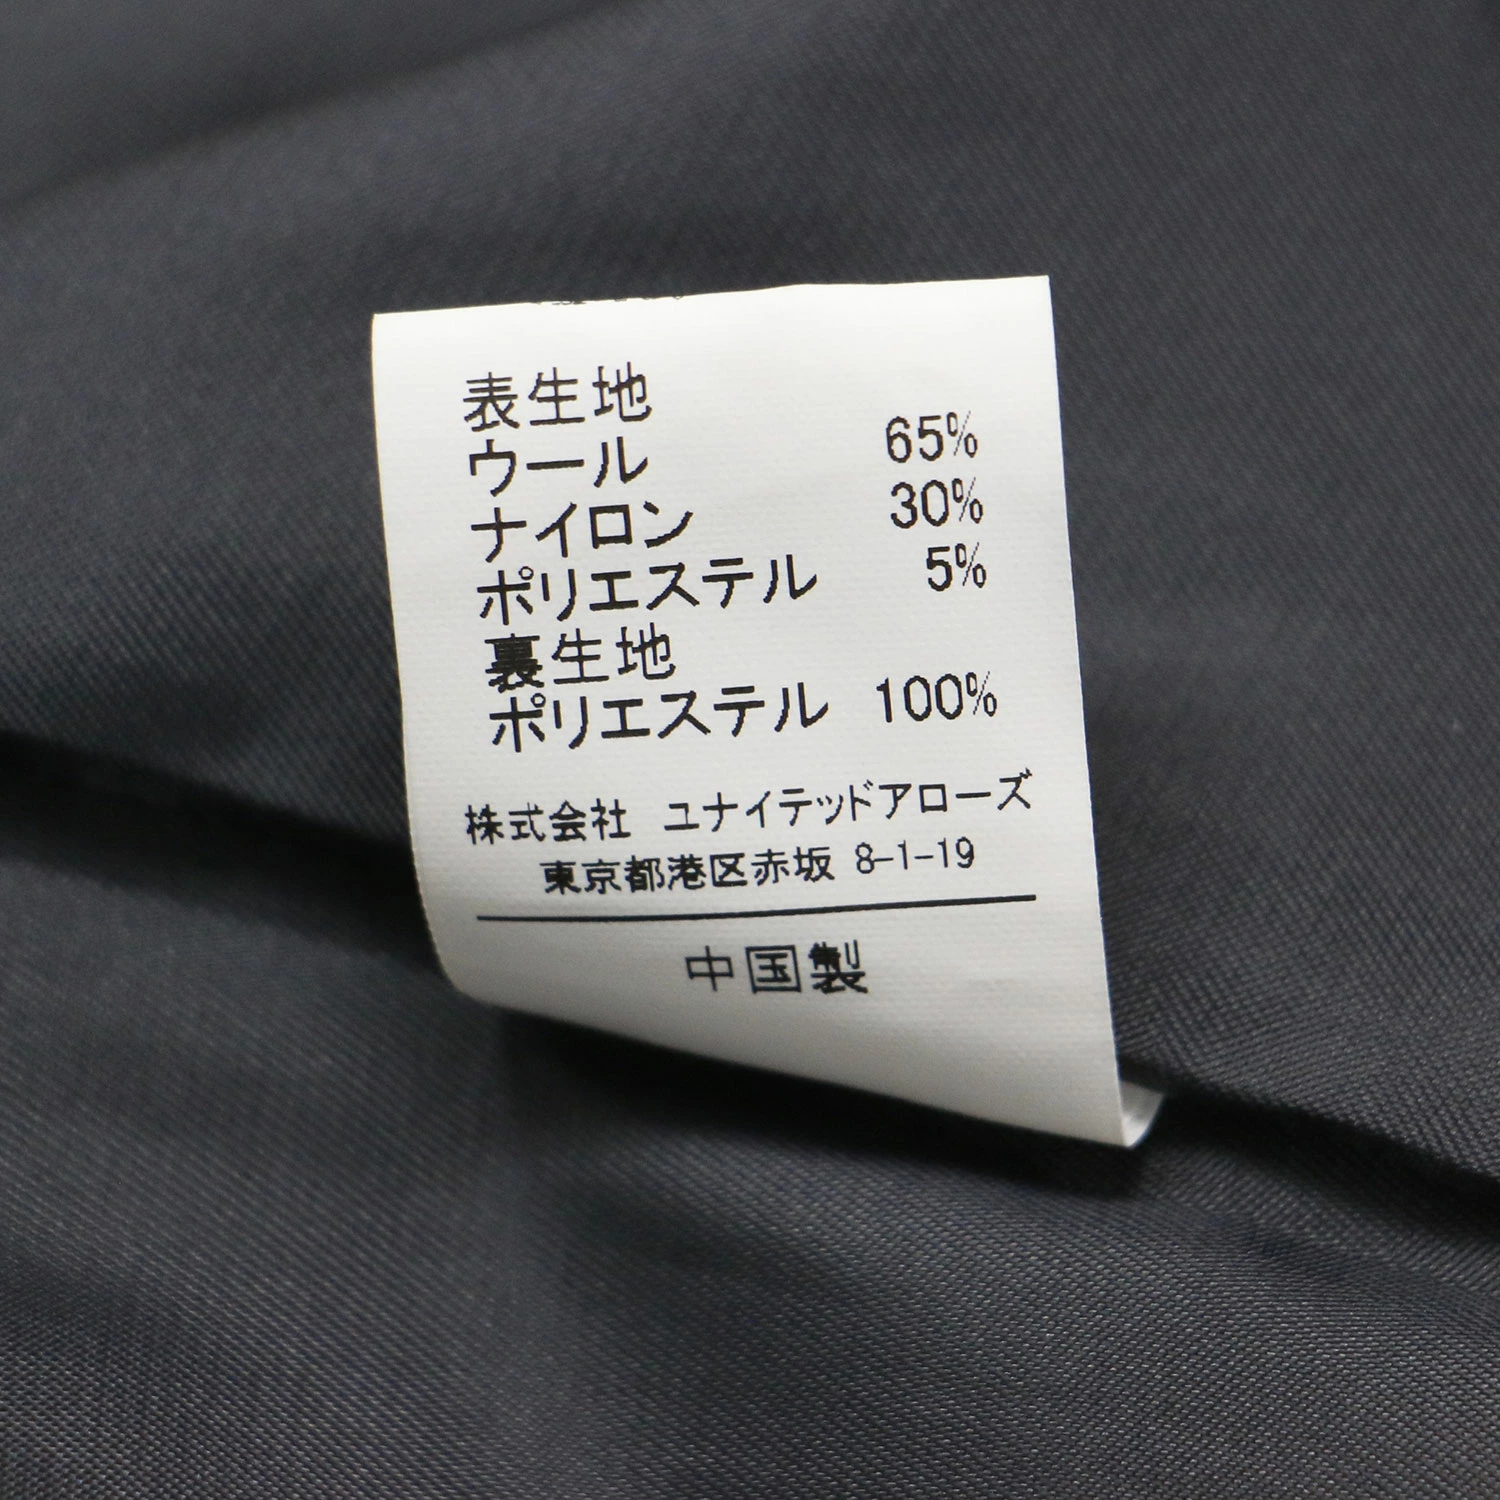 表生地
ウール 65%
ナイロン 30%
ポリエステル 5%
裏生地
ポリエステル 100%
株式会社 ユナイテッドアローズ
東京都港区赤坂 8-1-19
中国製